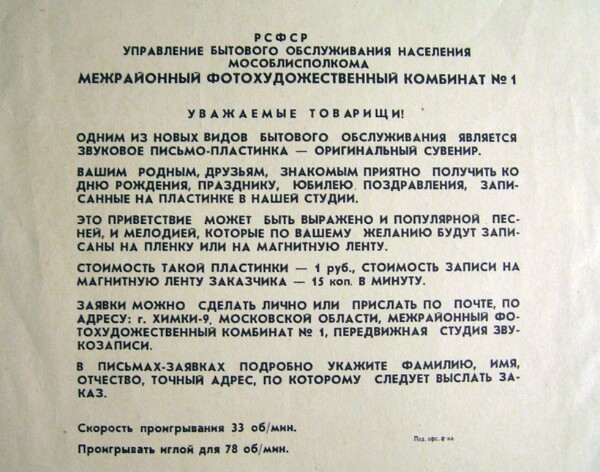 РСФСР
УПРАВЛЕНИЕ БЫТОВОГО ОБСЛУЖИВАНИЯ НАСЕЛЕНИЯ
МОСОБЛИСПОЛКОМА
МЕЖРАЙОННЫЙ ФОТОХУДОЖЕСТВЕННЫЙ КОМБИНАТ № 1
УВАЖАЕМЫЕ ТОВАРИЩИ!
ОДНИМ ИЗ НОВЫХ ВИДОВ БЫТОВОГО ОБСЛУЖИВАНИЯ ЯВЛЯЕТСЯ
ЗВУКОВОЕ ПИСЬМО-ПЛАСТИНКА — ОРИГИНАЛЬНЫЙ СУВЕНИР.
ВАШИМ РОДНЫМ, ДРУЗЬЯМ, ЗНАКОМЫМ ПРИЯТНО ПОЛУЧИТЬ КО
ДНЮ РОЖДЕНИЯ, ПРАЗДНИКУ, ЮБИЛЕЮ ПОЗДРАВЛЕНИЯ, ЗАПИ-
САННЫЕ НА ПЛАСТИНКЕ В НАШЕЙ СТУДИИ.
ЭТО ПРИВЕТСТВИЕ МОЖЕТ БЫТЬ ВЫРАЖЕНО И ПОПУЛЯРНОЙ ПЕС-
НЕЙ, И МЕЛОДИЕЙ, КОТОРЫЕ ПО ВАШЕМУ ЖЕЛАНИЮ БУДУТ ЗАПИ-
САНЫ НА ПЛЕНКУ ИЛИ НА МАГНИТНУЮ ЛЕНТУ.
СТОИМОСТЬ ТАКОЙ ПЛАСТИНКИ — 1 руб., СТОИМОСТЬ ЗАПИСИ НА
МАГНИТНУЮ ЛЕНТУ ЗАКАЗЧИКА — 15 коп. В МИНУТУ.
ЗАЯВКИ МОЖНО СДЕЛАТЬ ЛИЧНО ИЛИ ПРИСЛАТЬ ПО ПОЧТЕ, ПО
АДРЕСУ: г. ХИМКИ-9, МОСКОВСКОЙ ОБЛАСТИ, МЕЖРАЙОННЫЙ ФО-
ТОХУДОЖЕСТВЕННЫЙ КОМБИНАТ № 1, ПЕРЕДВИЖНАЯ СТУДИЯ ЗВУ-
КОЗАПИСИ.
В ПИСЬМАХ-ЗАЯВКАХ ПОДРОБНО УКАЖИТЕ ФАМИЛИЮ, ИМЯ,
ОТЧЕСТВО, ТОЧНЫЙ АДРЕС, ПО КОТОРОМУ СЛЕДУЕТ ВЫСЛАТЬ ЗА-
КАЗ.
Скорость проигрывания 33 об/мин.
Проигрывать иглой для 78 об/мин.
Под. офс.